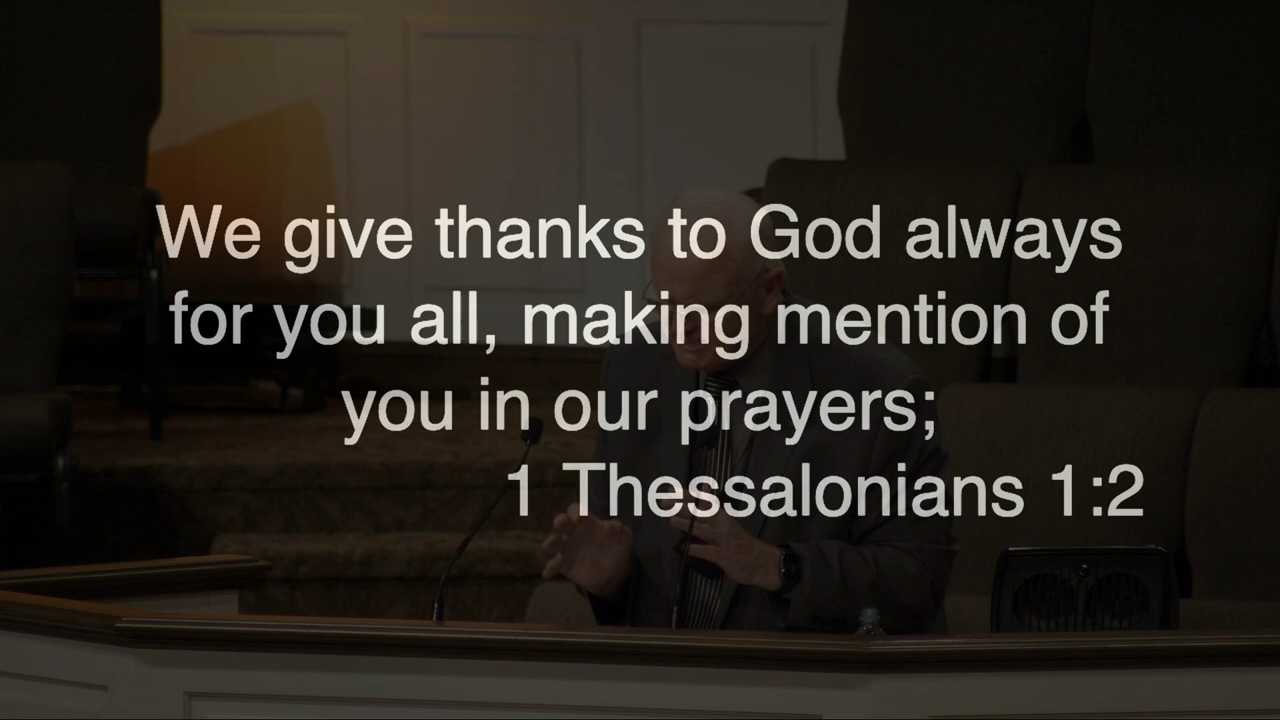 We give thanks to God always
for you all, making mention of
you in our prayers;
1 Thessalonians 1:2